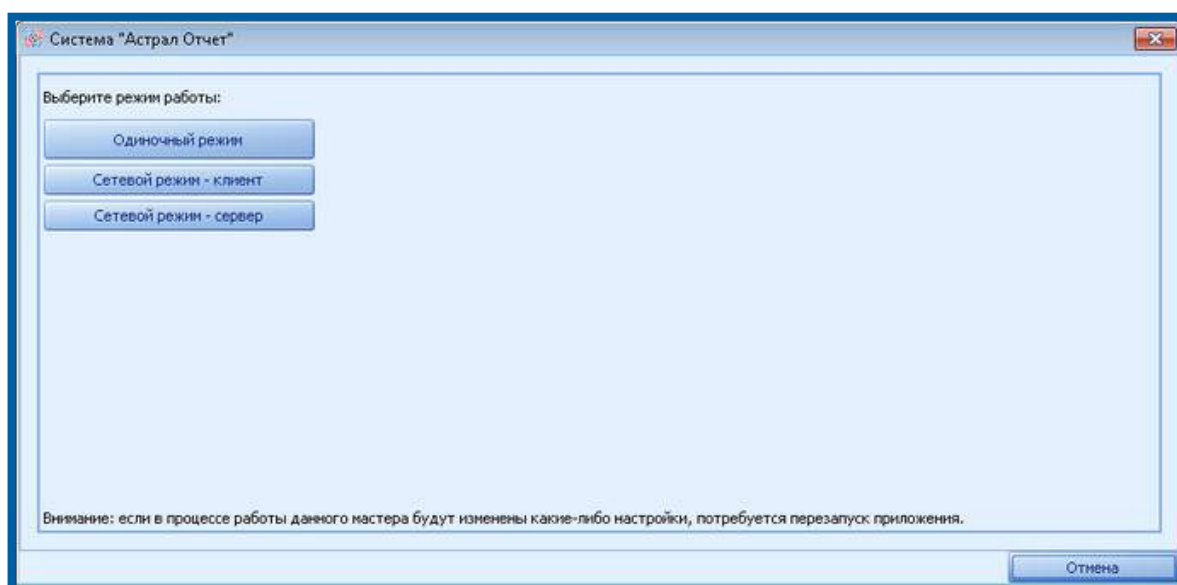 Система "Астрал Отчет"
Выберите режим работы:
Одиночный режим
Сетевой режим - клиент
Сетевой режим - сервер
Внимание: если в процессе работы данного мастера будут изменены какие-либо настройки, потребуется перезапуск приложения.
Отмена